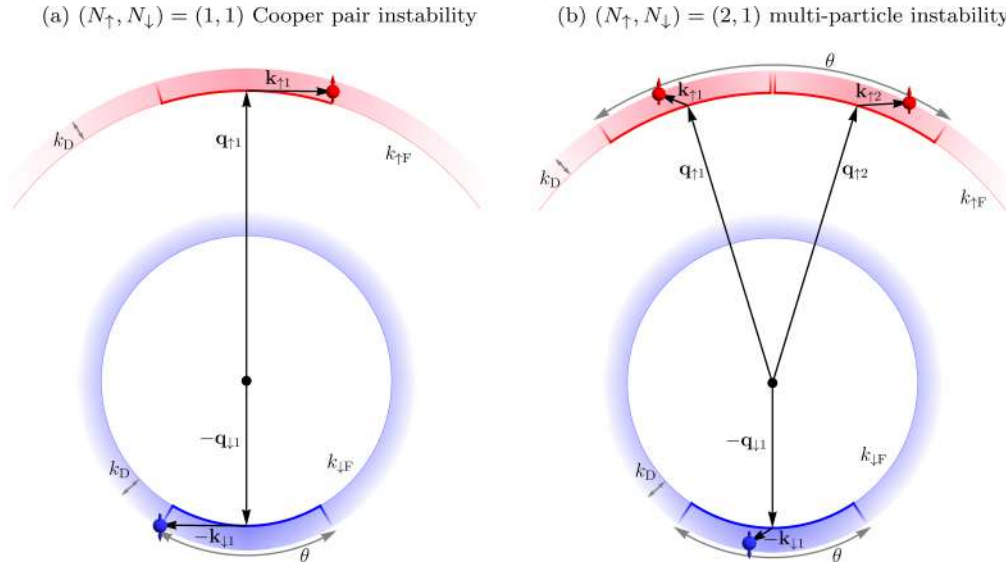 (a) (N↑, N↓) = (1, 1) Cooper pair instability
k↑1
kD
q↑1
k↑F
−q↓1
k↓F
kD
−k↓1
θ
(b) (N↑, N↓) = (2, 1) multi-particle instability
θ
k↑1
k↑2
kD
q↑1
q↑2
k↑F
−q↓1
k↓F
kD
−k↓1
θ